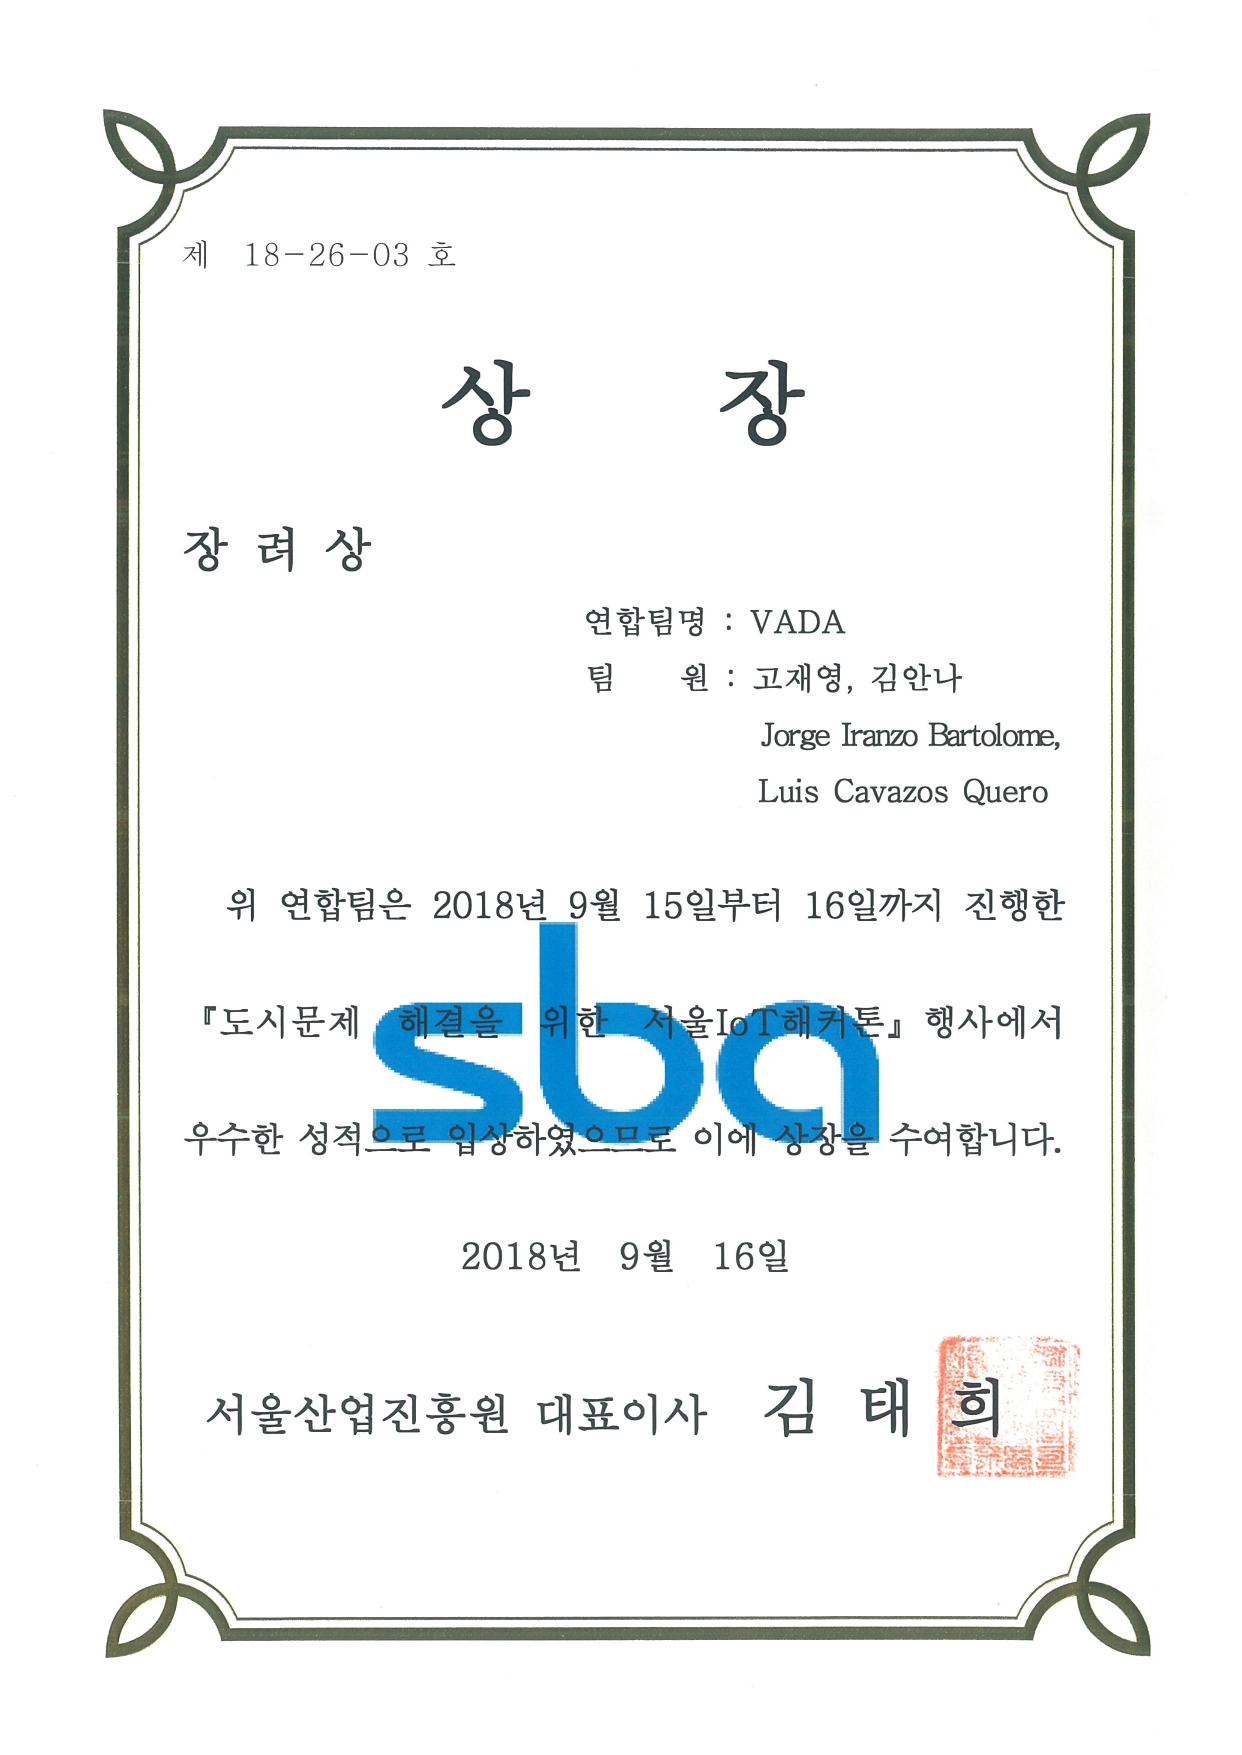 제 18-26-03 호
상 장
장 려 상
연합팀명 : VADA
팀 원 : 고재영, 김안나
Jorge Iranzo Bartolome,
Luis Cavazos Quero
위 연합팀은 2018년 9월 15일부터 16일까지 진행한
『도시문제 해결을 위한 서울IoT해커톤』 행사에서
우수한 성적으로 입상하였으므로 이에 상장을 수여합니다.
sba
2018년 9월 16일
서울산업진흥원 대표이사 김 태 희